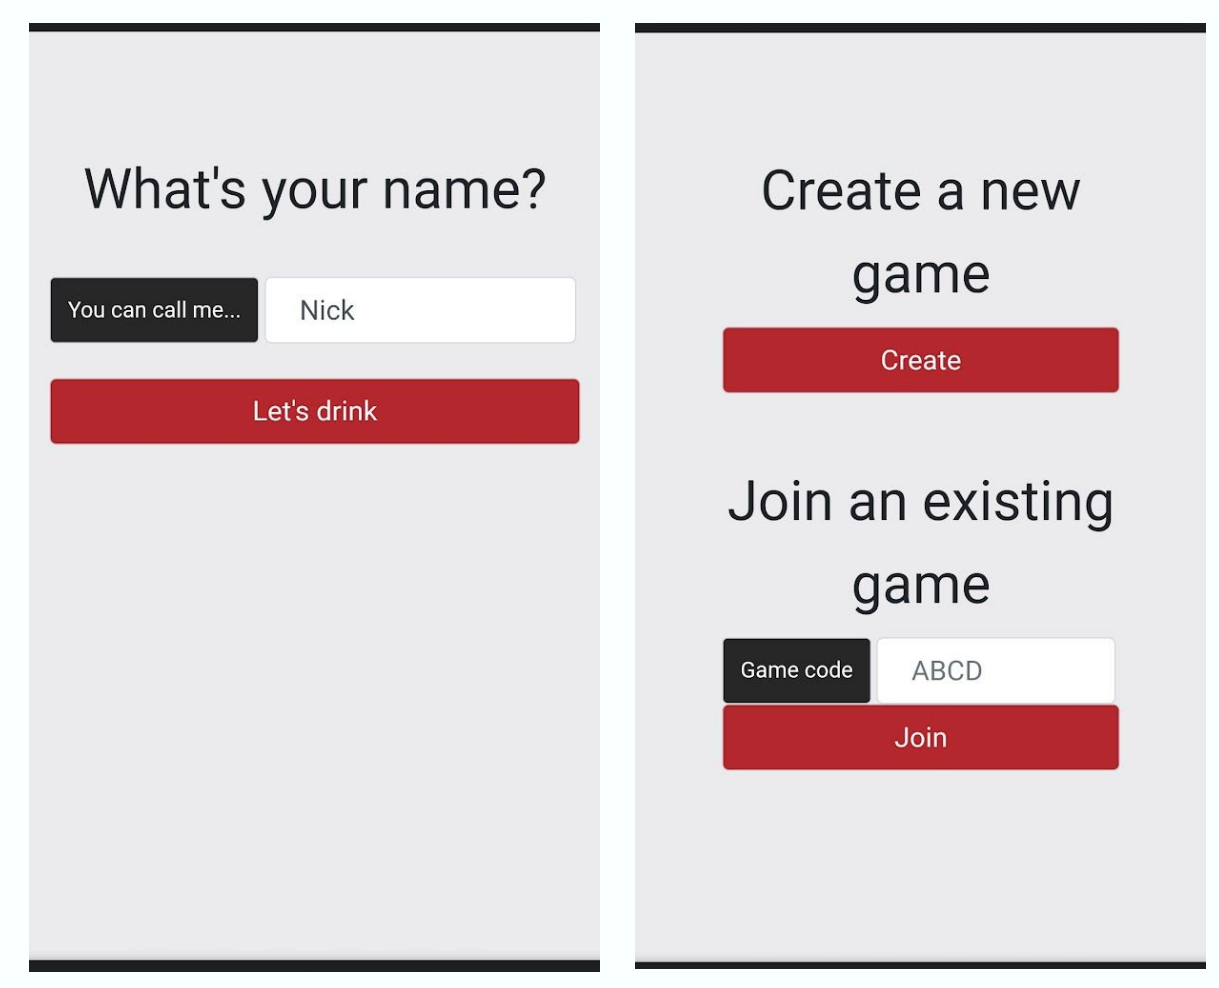 What's your name?
You can call me...
Nick
Let's drink
Create a new
game
Create
Join an existing
game
Game code
ABCD
Join